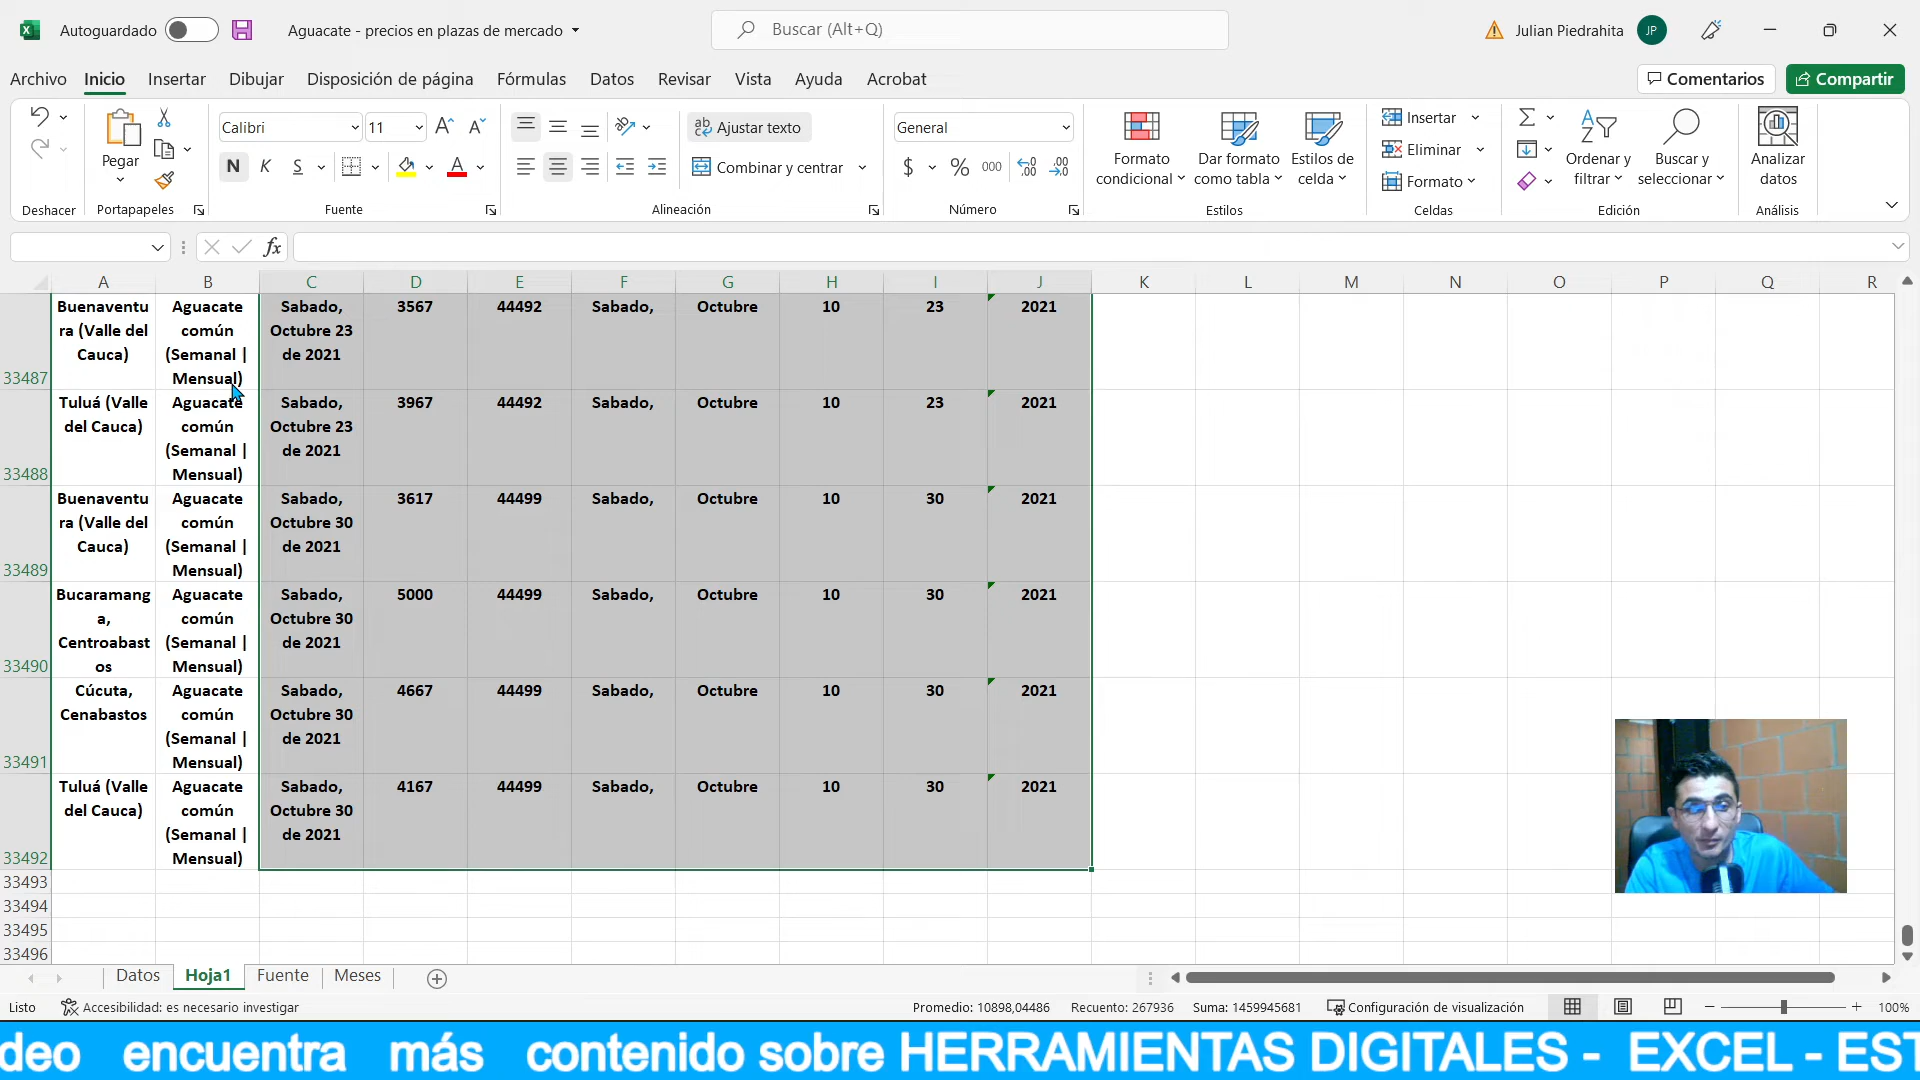 Autoguardado
Aguacate - precios en plazas de mercado
Buscar (Alt+Q)
Julian Piedrahita
JP
Archivo Inicio Insertar Dibujar Disposición de página Fórmulas Datos Revisar Vista Ayuda Acrobat
Comentarios
Compartir
Pegar
Calibri 11
N K S
ab Ajustar texto
Combinar y centrar
General
$ % 000
Formato condicional
Dar formato como tabla
Estilos de celda
Insertar
Eliminar
Formato
Ordenar y filtrar
Buscar y seleccionar
Analizar datos
Deshacer Portapapeles Fuente Alineación Número Estilos Celdas Edición Análisis
fx
A B C D E F G H I J K L M N O P Q R
33487 Buenaventura (Valle del Cauca) Aguacate común (Semanal | Mensual) Sabado, Octubre 23 de 2021 3567 44492 Sabado, Octubre 10 23 2021
33488 Tuluá (Valle del Cauca) Aguacate común (Semanal | Mensual) Sabado, Octubre 23 de 2021 3967 44492 Sabado, Octubre 10 23 2021
33489 Buenaventura (Valle del Cauca) Aguacate común (Semanal | Mensual) Sabado, Octubre 30 de 2021 3617 44499 Sabado, Octubre 10 30 2021
33490 Bucaramanga, Centroabastos Aguacate común (Semanal | Mensual) Sabado, Octubre 30 de 2021 5000 44499 Sabado, Octubre 10 30 2021
33491 Cúcuta, Cenabastos Aguacate común (Semanal | Mensual) Sabado, Octubre 30 de 2021 4667 44499 Sabado, Octubre 10 30 2021
33492 Tuluá (Valle del Cauca) Aguacate común (Semanal | Mensual) Sabado, Octubre 30 de 2021 4167 44499 Sabado, Octubre 10 30 2021
33493
33494
33495
33496
Datos Hoja1 Fuente Meses
Listo
Accesibilidad: es necesario investigar
Promedio: 10898,04486 Recuento: 267936 Suma: 1459945681
Configuración de visualización
100%
deo encuentra más contenido sobre HERRAMIENTAS DIGITALES - EXCEL - EST